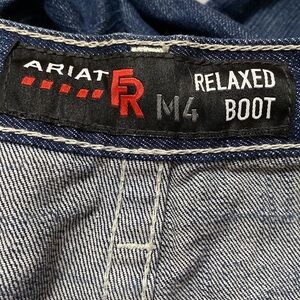 ARIAT FR M4 RELAXED
BOOT